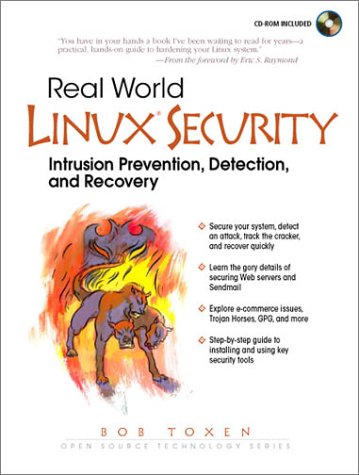 CD-ROM INCLUDED
"You have in your hands a book I've been waiting to read for years—a
practical, hands-on guide to hardening your Linux system."
—From the foreword by Eric S. Raymond
Real World
LINUX® SECURITY
Intrusion Prevention, Detection,
and Recovery
Secure your system, detect
an attack, track the cracker,
and recover quickly
Learn the gory details of
securing Web servers and
Sendmail
Explore e-commerce issues,
Trojan Horses, GPG, and more
Step-by-step guide to
installing and using key
security tools
BOB TOXEN
OPEN SOURCE TECHNOLOGY SERIES